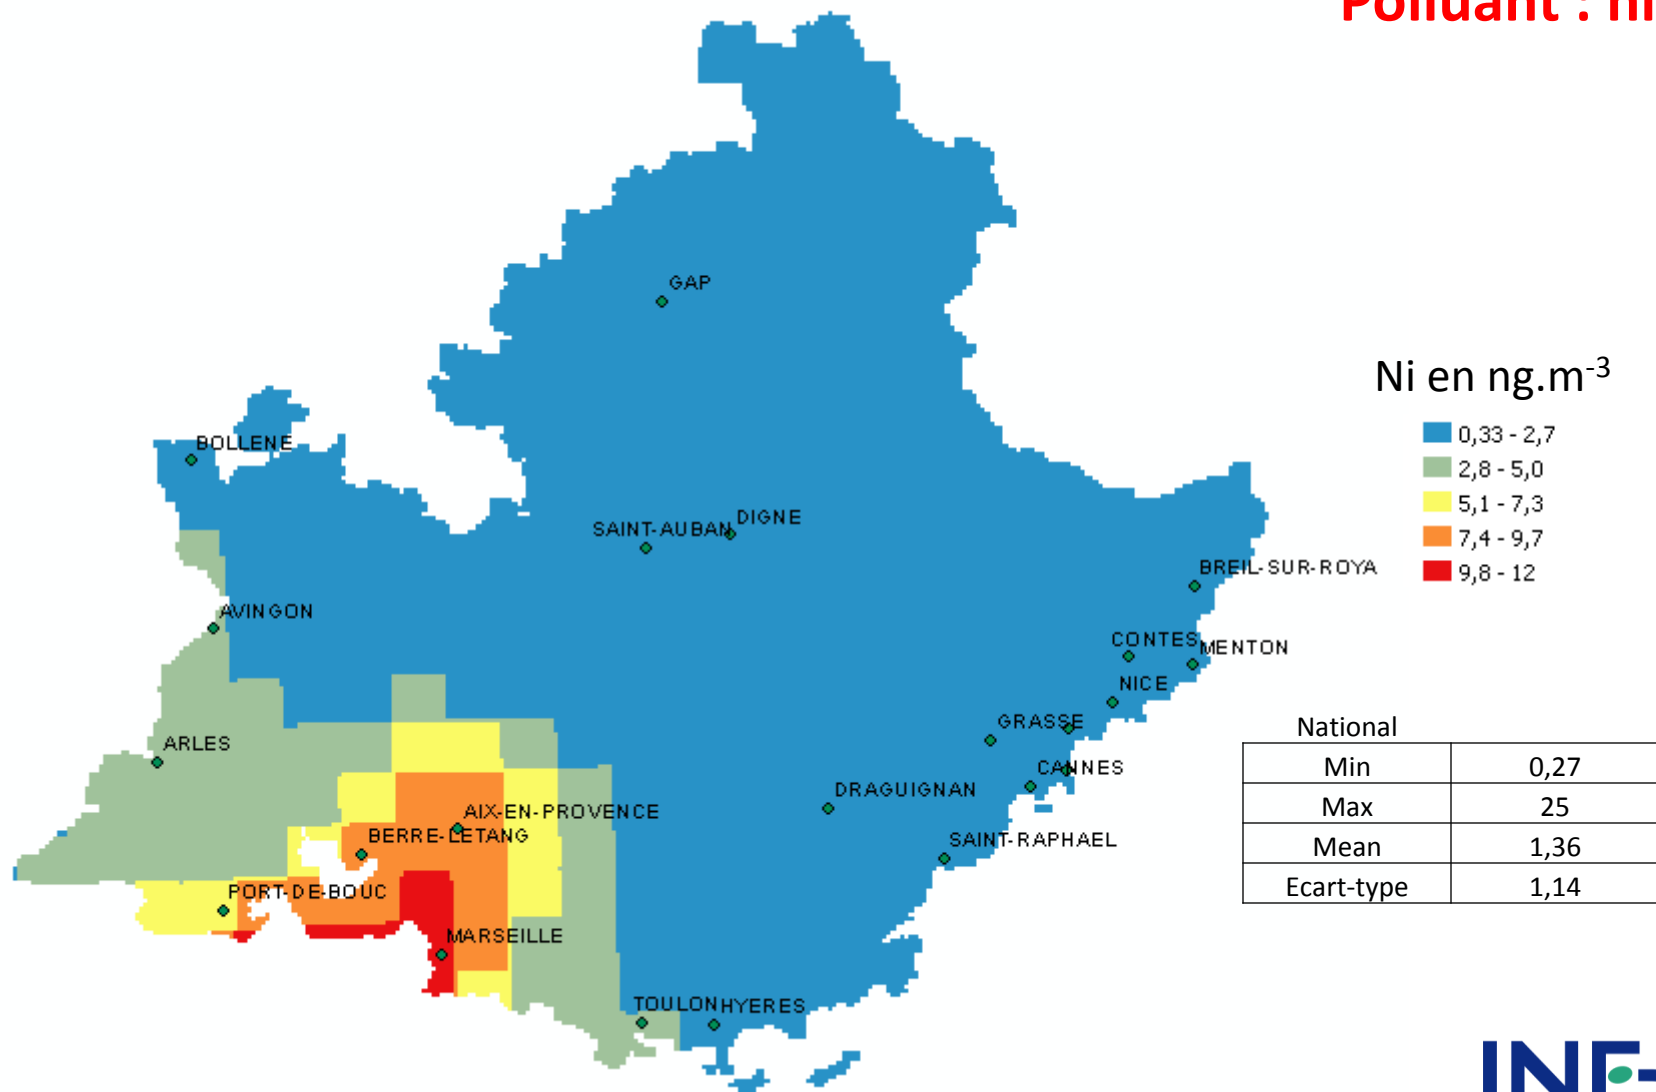 Polluant : ni
GAP
BOLLENE
SAINT-AUBAN
DIGNE
AVINGON
BREIL-SUR-ROYA
CONTES
MENTON
NICE
GRASSE
ARLES
CANNES
DRAGUIGNAN
AIX-EN-PROVENCE
BERRE-LETANG
SAINT-RAPHAEL
PORT-DE-BOUC
MARSEILLE
TOULON
HYERES
Ni en ng.m-3
0,33 - 2,7
2,8 - 5,0
5,1 - 7,3
7,4 - 9,7
9,8 - 12
National
Min 0,27
Max 25
Mean 1,36
Ecart-type 1,14